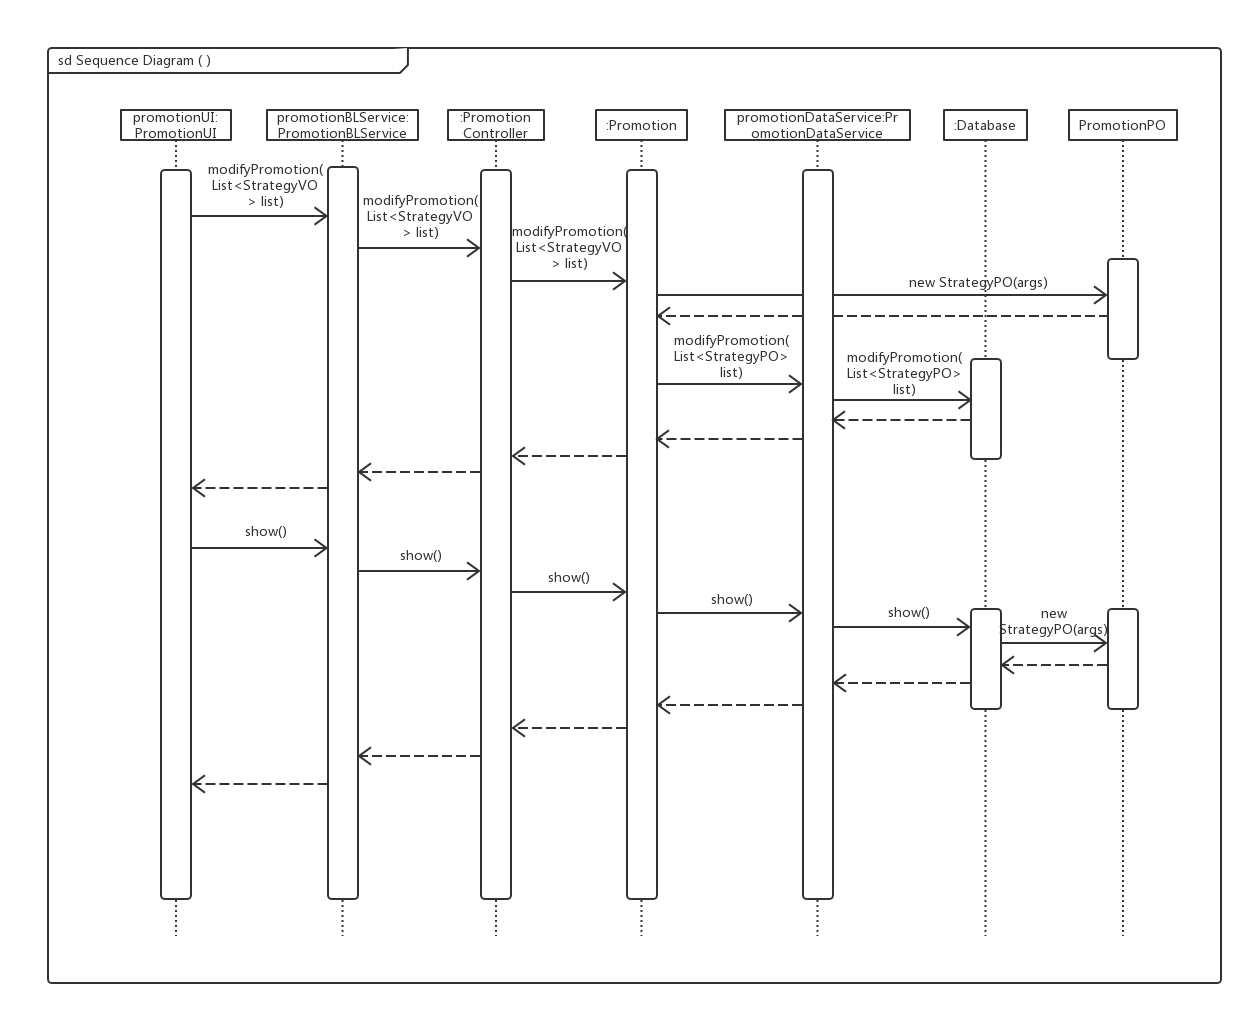 sd Sequence Diagram ( )
promotionUI:
PromotionUI
promotionBLService:
PromotionBLService
:Promotion
Controller
:Promotion
promotionDataService:Pr
omotionDataService
:Database
PromotionPO
modifyPromotion(
List<StrategyVO
> list)
modifyPromotion(
List<StrategyVO
> list)
modifyPromotion(
List<StrategyVO
> list)
new StrategyPO(args)
modifyPromotion(
List<StrategyPO>
list)
modifyPromotion(
List<StrategyPO>
list)
show()
show()
show()
show()
show()
new
StrategyPO(args)